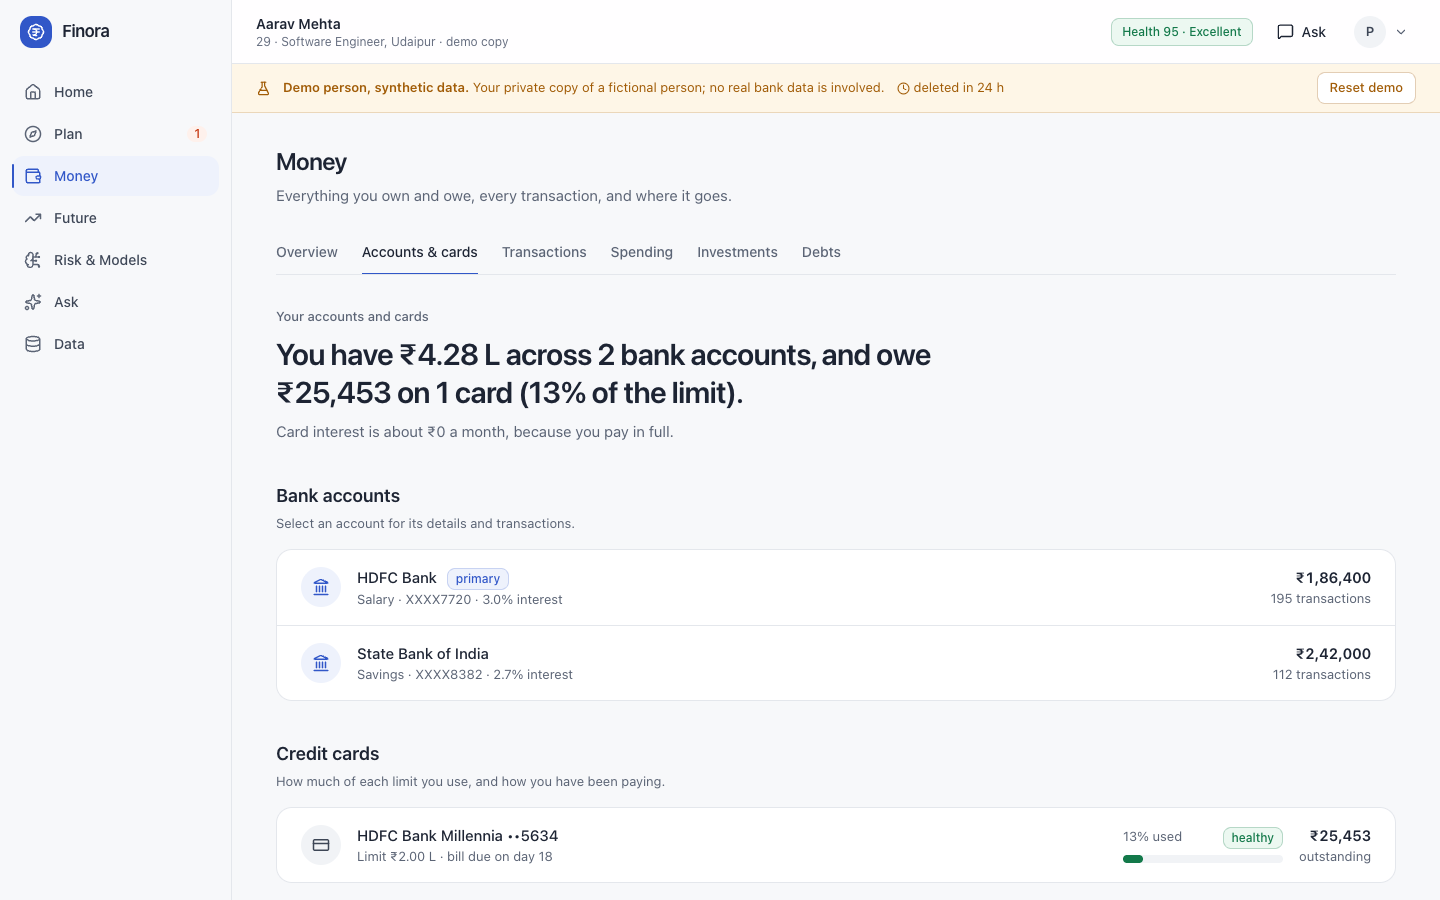 Finora
Home
Plan 1
Money
Future
Risk & Models
Ask
Data
Aarav Mehta
29 · Software Engineer, Udaipur · demo copy
Health 95 · Excellent
Ask
P
Demo person, synthetic data. Your private copy of a fictional person; no real bank data is involved. deleted in 24 h
Reset demo
Money
Everything you own and owe, every transaction, and where it goes.
Overview Accounts & cards Transactions Spending Investments Debts
Your accounts and cards
You have ₹4.28 L across 2 bank accounts, and owe
₹25,453 on 1 card (13% of the limit).
Card interest is about ₹0 a month, because you pay in full.
Bank accounts
Select an account for its details and transactions.
HDFC Bank primary ₹1,86,400
Salary · XXXX7720 · 3.0% interest 195 transactions
State Bank of India ₹2,42,000
Savings · XXXX8382 · 2.7% interest 112 transactions
Credit cards
How much of each limit you use, and how you have been paying.
HDFC Bank Millennia ••5634 13% used healthy ₹25,453
Limit ₹2.00 L · bill due on day 18 outstanding